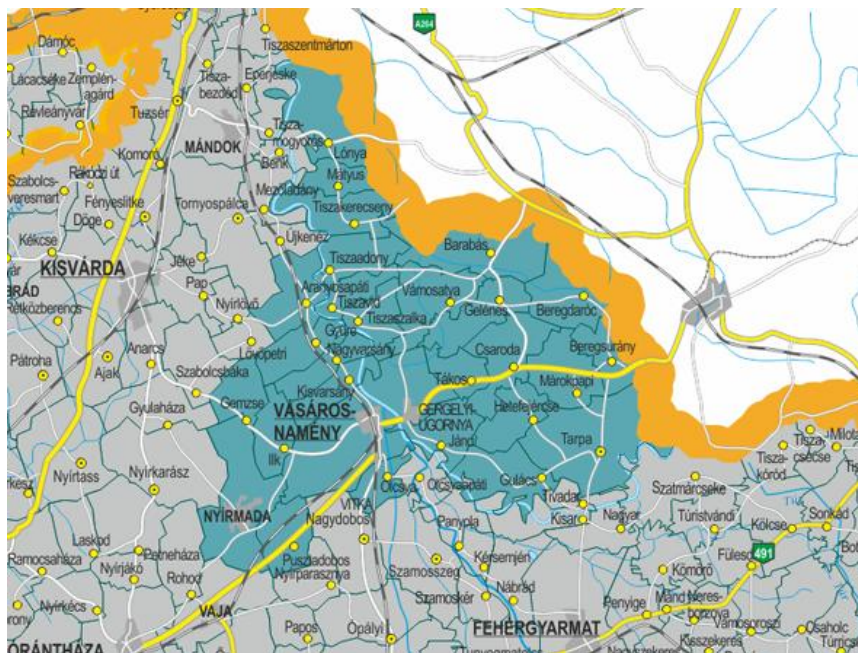 A264
Tiszaszentmárton
Dámóc
Lácacséke
Zemplén-
agárd
Tisza-
bezdéd
Eperjeske
Révleányvár
Tuzsér
Tisza-
mogyorós
MÁNDOK
Lónya
Komoró
Benk
Mátyus
Szabolcs-
veresmart
Rákóczi út
Mezőladány
Tornyospálca
Fényeslitke
Tiszakerecseny
Döge
Újkenéz
Barabás
Kékcse
Jéke
Tiszaadony
KISVÁRDA
Pap
Aranyosapáti
Vámosatya
Gelénes
Beregdaróc
Rétközberencs
Nyírlövő
Tiszavid
Tiszaszalka
Gyüre
Anarcs
Lövőpetri
Nagyvarsány
Csaroda
Beregsurány
Pátroha
Ajak
Szabolcsbáka
Kisvarsány
Tákos
Márokpapi
Gemzse
VÁSÁROS-
NAMÉNY
GERGELYI-
UGORNYA
Hetefejércse
Gyulaháza
Jánd
Tarpa
Tisza-
csécse
Milota
Ilk
Tisza-
kóród
Nyírtass
Nyírkarász
Olcsva
Olcsvaapáti
Gulács
Szatmárcseke
Tivadar
NYÍRMADA
VITKA
Nagydobos
Kisar
Nagyar
Panyola
Túristvándi
Kölcse
Sonkád
Laskod
Petneháza
Pusztadobos
491
Ramocsaháza
Kérsemjén
Fülesd
Nyírjákó
Rohod
Nyírparasznya
Szamosszeg
Kömörő
Nyírkércs
Nábrád
VAJA
Szamoskér
Penyige
Mánd
Nemes-
borzova
Papos
Ópályi
FEHÉRGYARMAT
Vámosoroszi
Csaholc
Kisszekeres